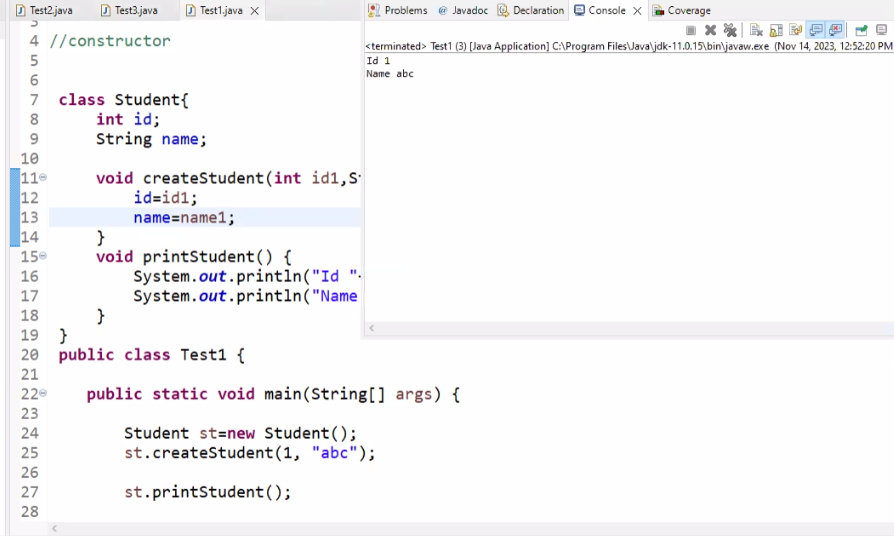 Test2.java Test3.java Test1.java
Problems @ Javadoc Declaration Console Coverage
<terminated> Test1 (3) [Java Application] C:\Program Files\Java\jdk-11.0.15\bin\javaw.exe (Nov 14, 2023, 12:52:20 PM
Id 1
Name abc
3
4 //constructor
5
6
7 class Student{
8 int id;
9 String name;
10
11 void createStudent(int id1,S
12 id=id1;
13 name=name1;
14 }
15 void printStudent() {
16 System.out.println("Id "
17 System.out.println("Name
18 }
19 }
20 public class Test1 {
21
22 public static void main(String[] args) {
23
24 Student st=new Student();
25 st.createStudent(1, "abc");
26
27 st.printStudent();
28